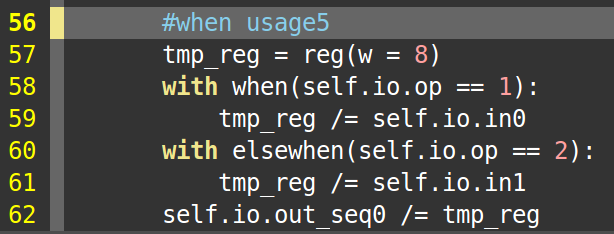 56 #when usage5
57 tmp_reg = reg(w = 8)
58 with when(self.io.op == 1):
59 tmp_reg /= self.io.in0
60 with elsewhen(self.io.op == 2):
61 tmp_reg /= self.io.in1
62 self.io.out_seq0 /= tmp_reg